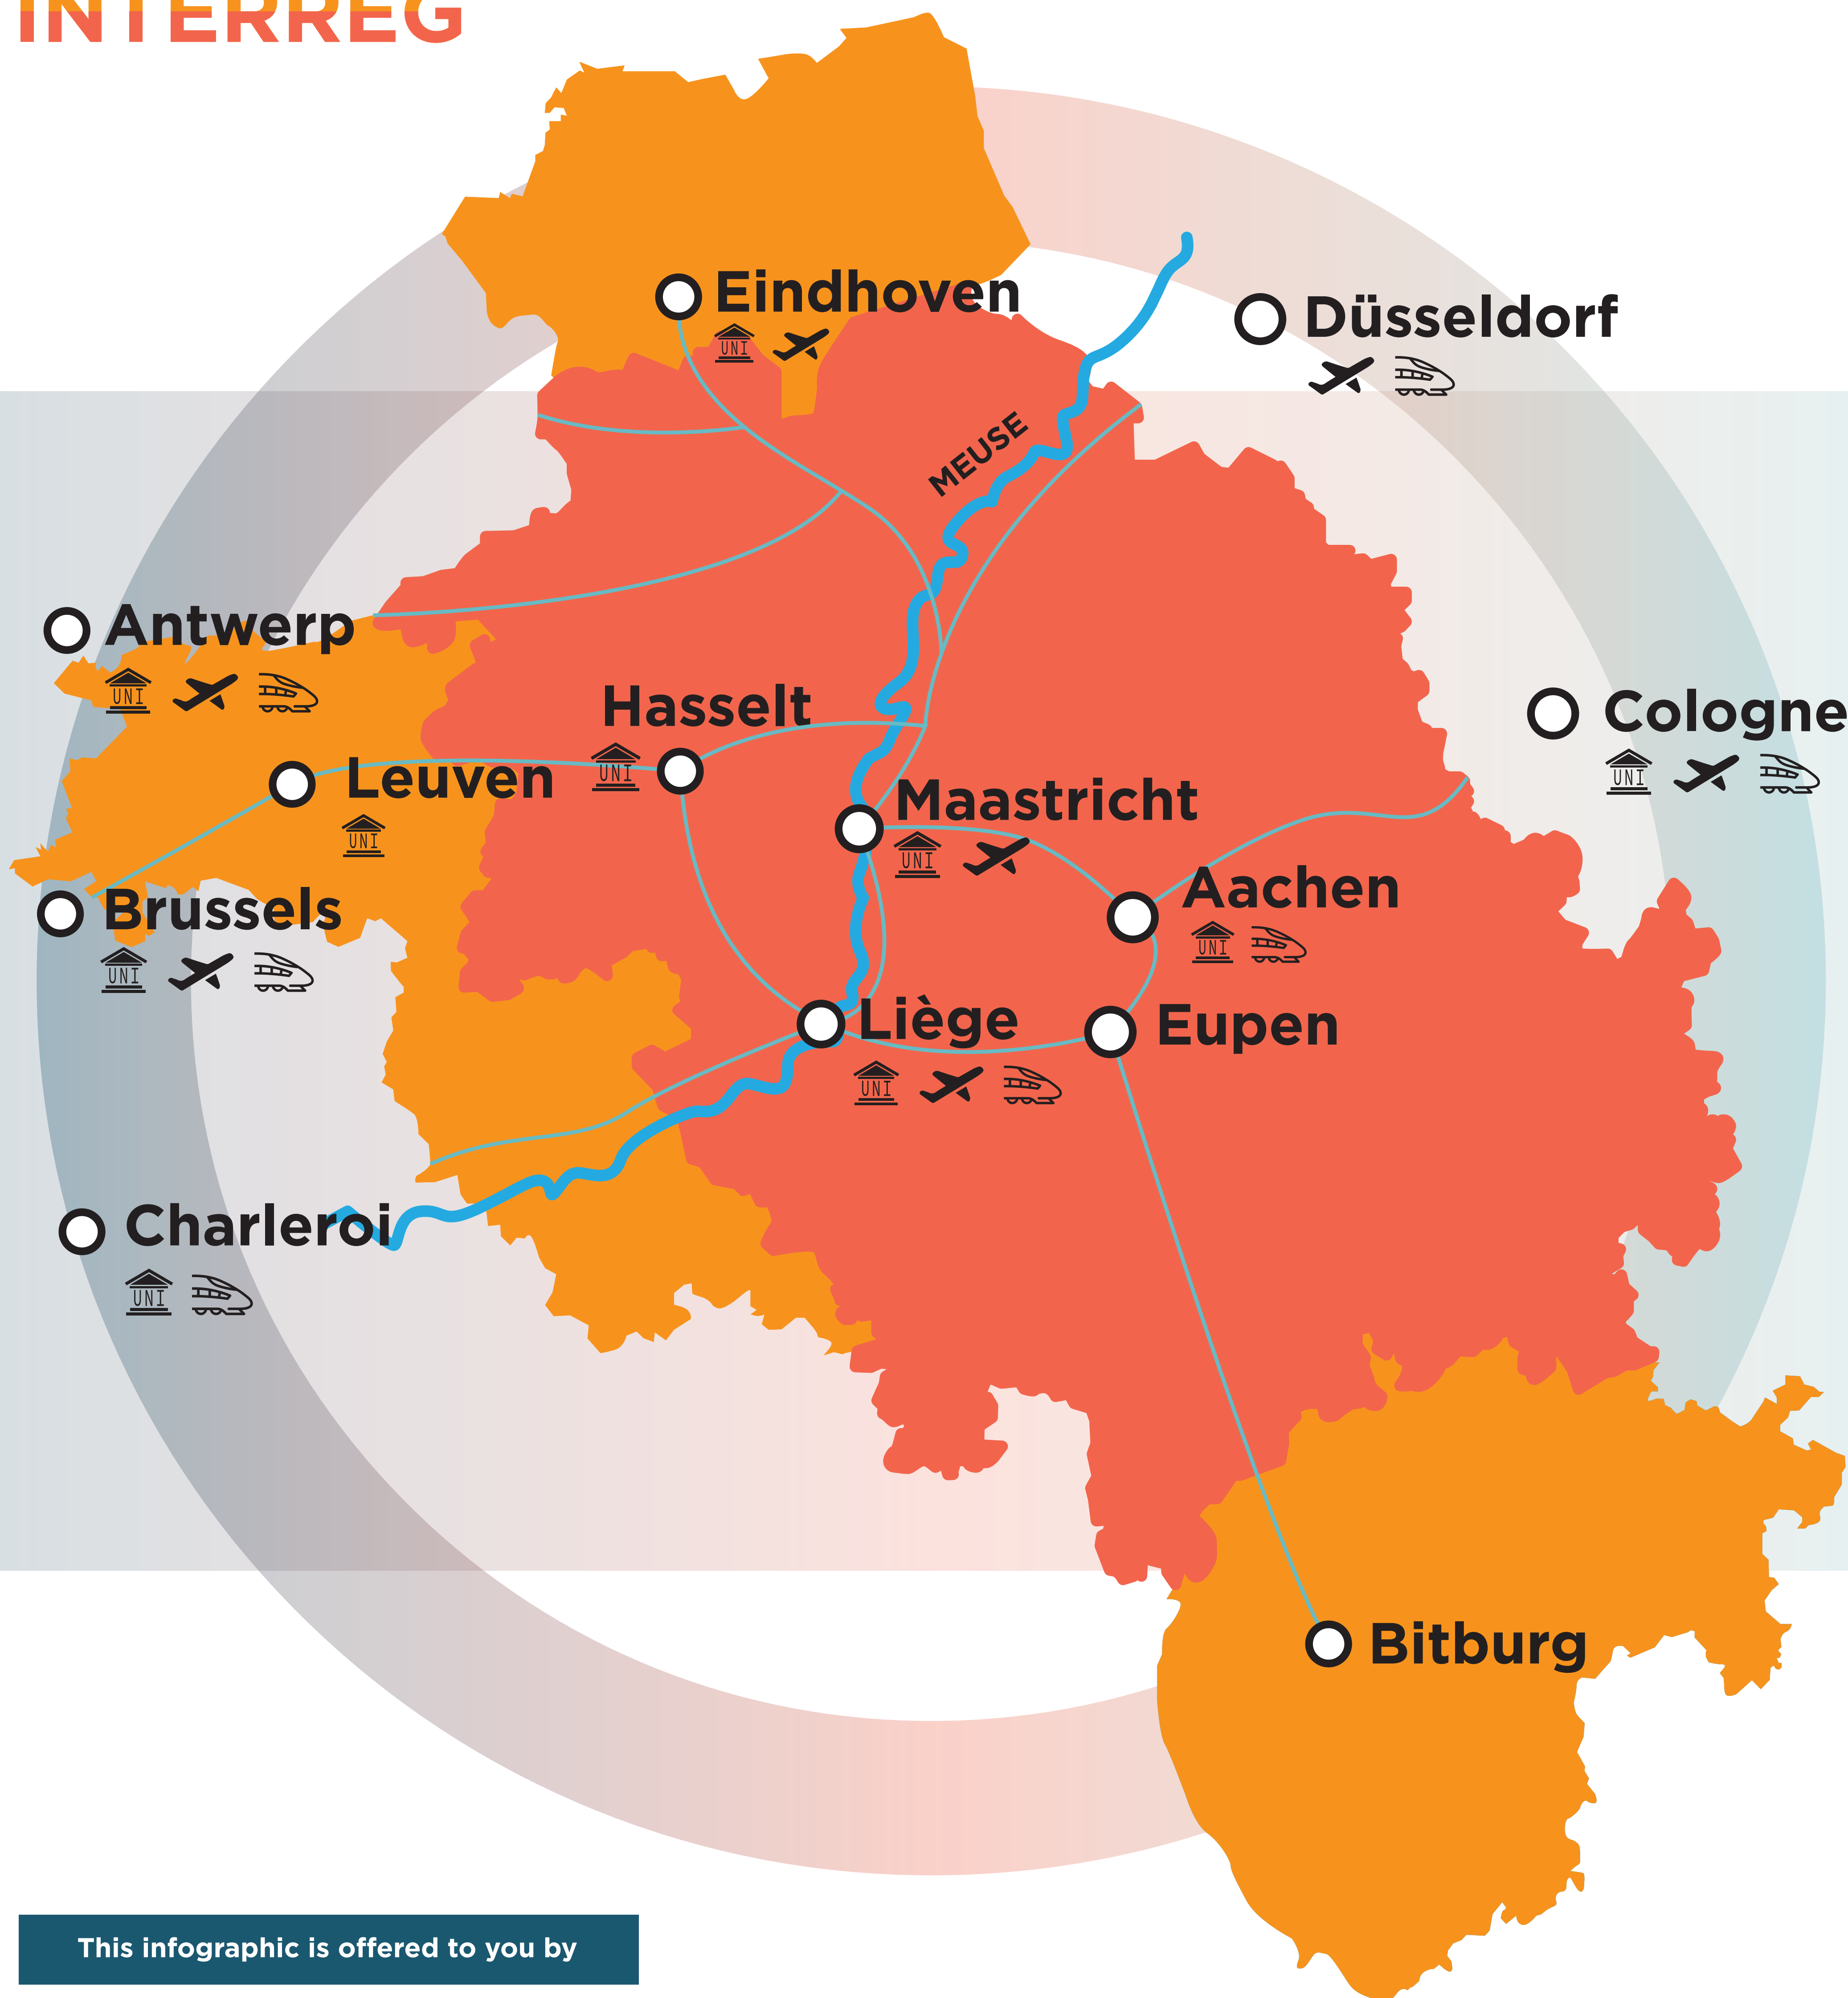 INTERREG
Eindhoven
UNI
Düsseldorf
MEUSE
Antwerp
UNI
Hasselt
UNI
Cologne
UNI
Leuven
UNI
Maastricht
UNI
Aachen
UNI
Brussels
UNI
Liège
UNI
Eupen
Charleroi
UNI
Bitburg
This infographic is offered to you by